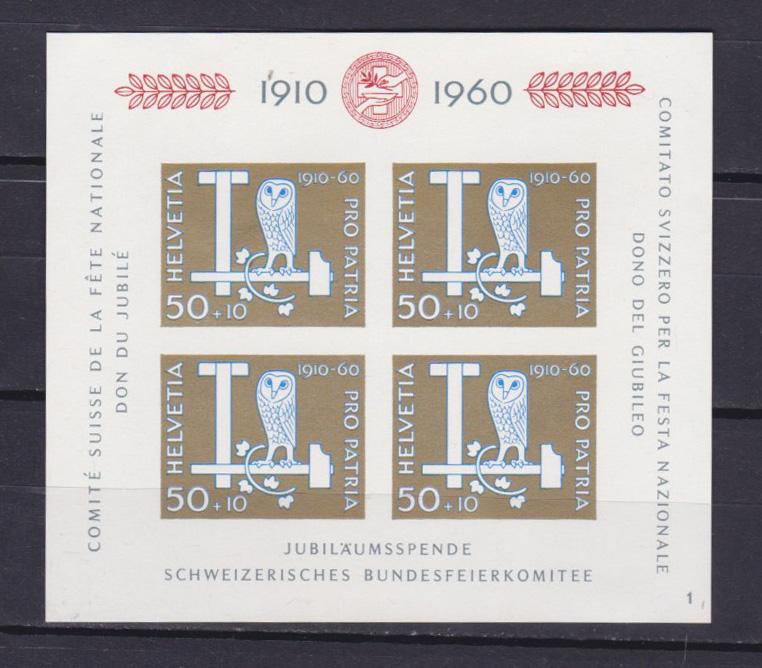 1910 1960
COMITÉ SUISSE DE LA FÊTE NATIONALE
DON DU JUBILÉ
HELVETIA
1910-60
PRO PATRIA
50+10
HELVETIA
1910-60
PRO PATRIA
50+10
HELVETIA
1910-60
PRO PATRIA
50+10
HELVETIA
1910-60
PRO PATRIA
50+10
COMITATO SVIZZERO PER LA FESTA NAZIONALE
DONO DEL GIUBILEO
JUBILÄUMSSPENDE
SCHWEIZERISCHES BUNDESFEIERKOMITEE
1